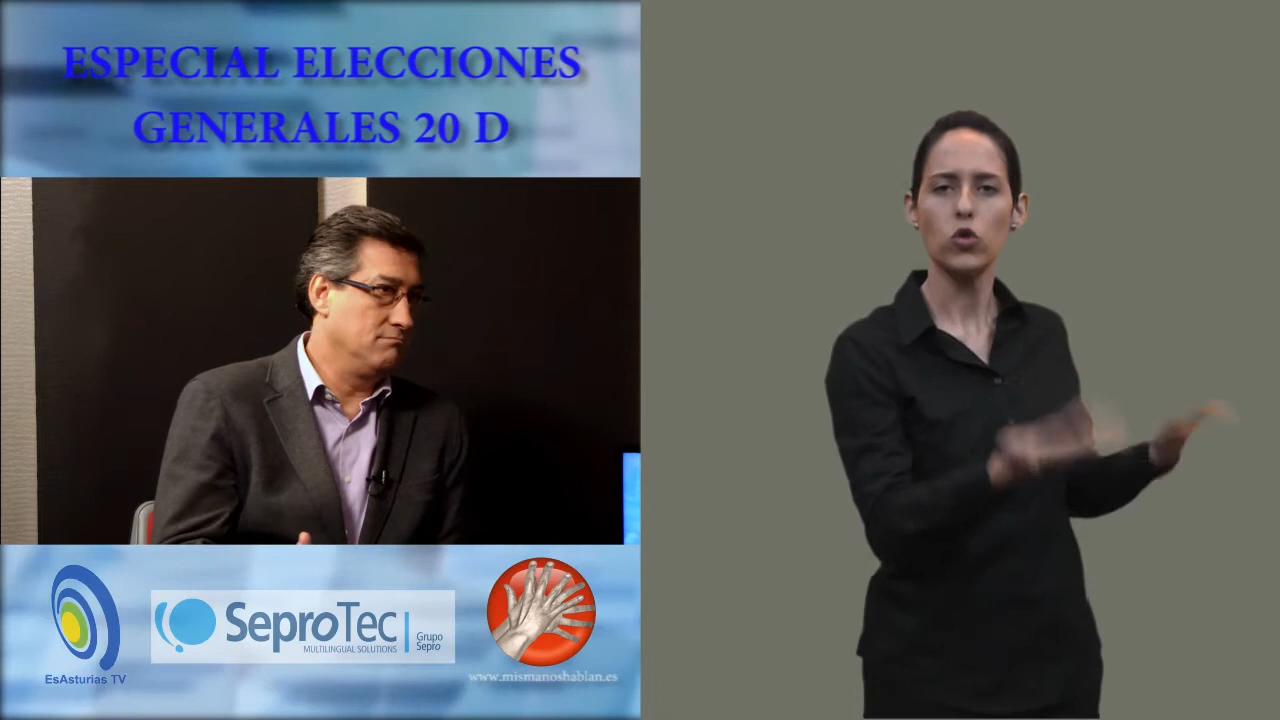 ESPECIAL ELECCIONES
GENERALES 20 D
SEPROTEC
MULTILINGUAL SOLUTIONS
Grupo
Sepro
EsAsturias TV
www.mismanoshablan.es